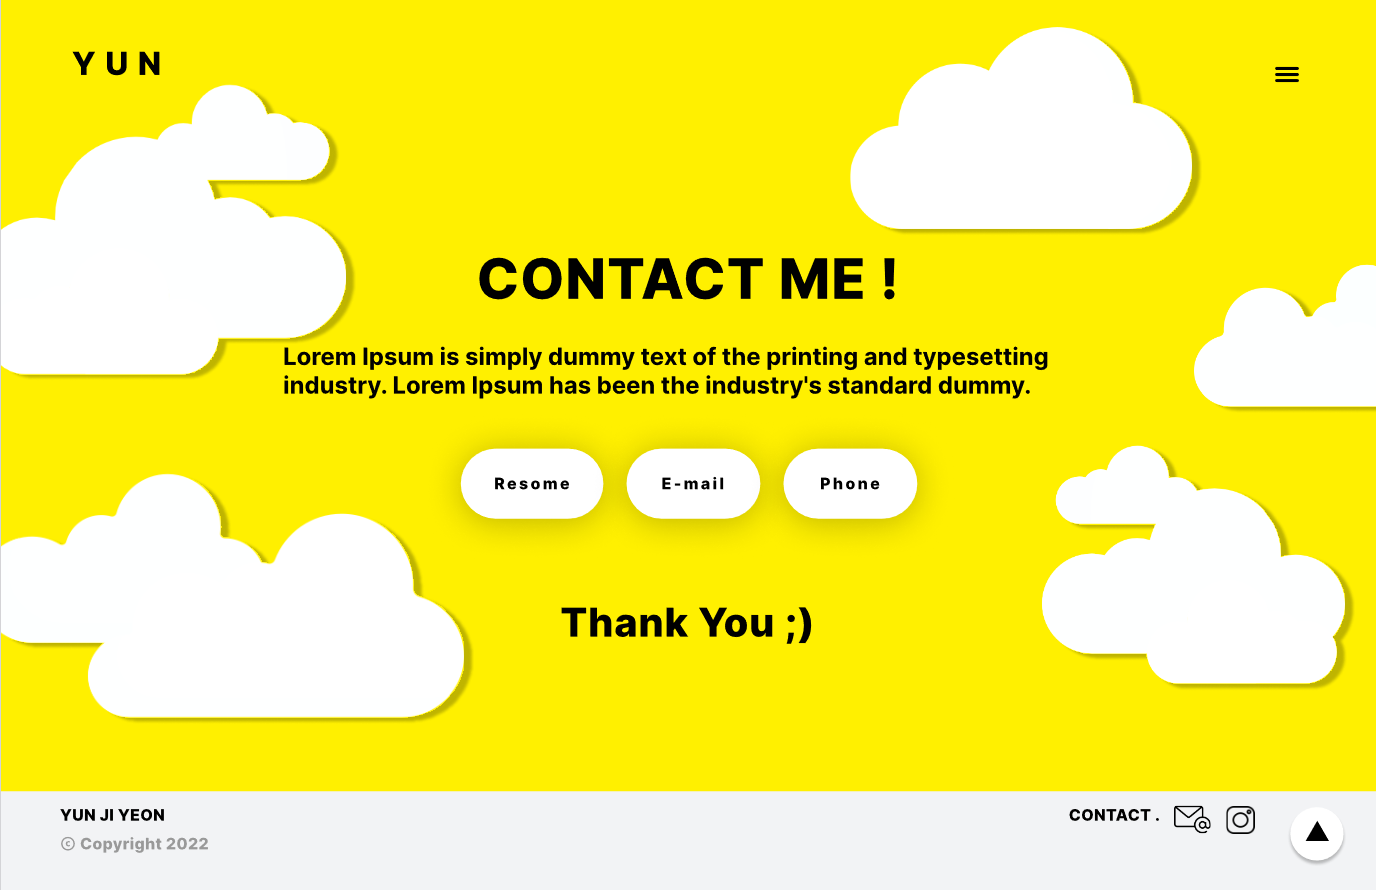 YUN
CONTACT ME !
Lorem Ipsum is simply dummy text of the printing and typesetting
industry. Lorem Ipsum has been the industry's standard dummy.
Resome
E-mail
Phone
Thank You ;)
YUN JI YEON
© Copyright 2022
CONTACT .